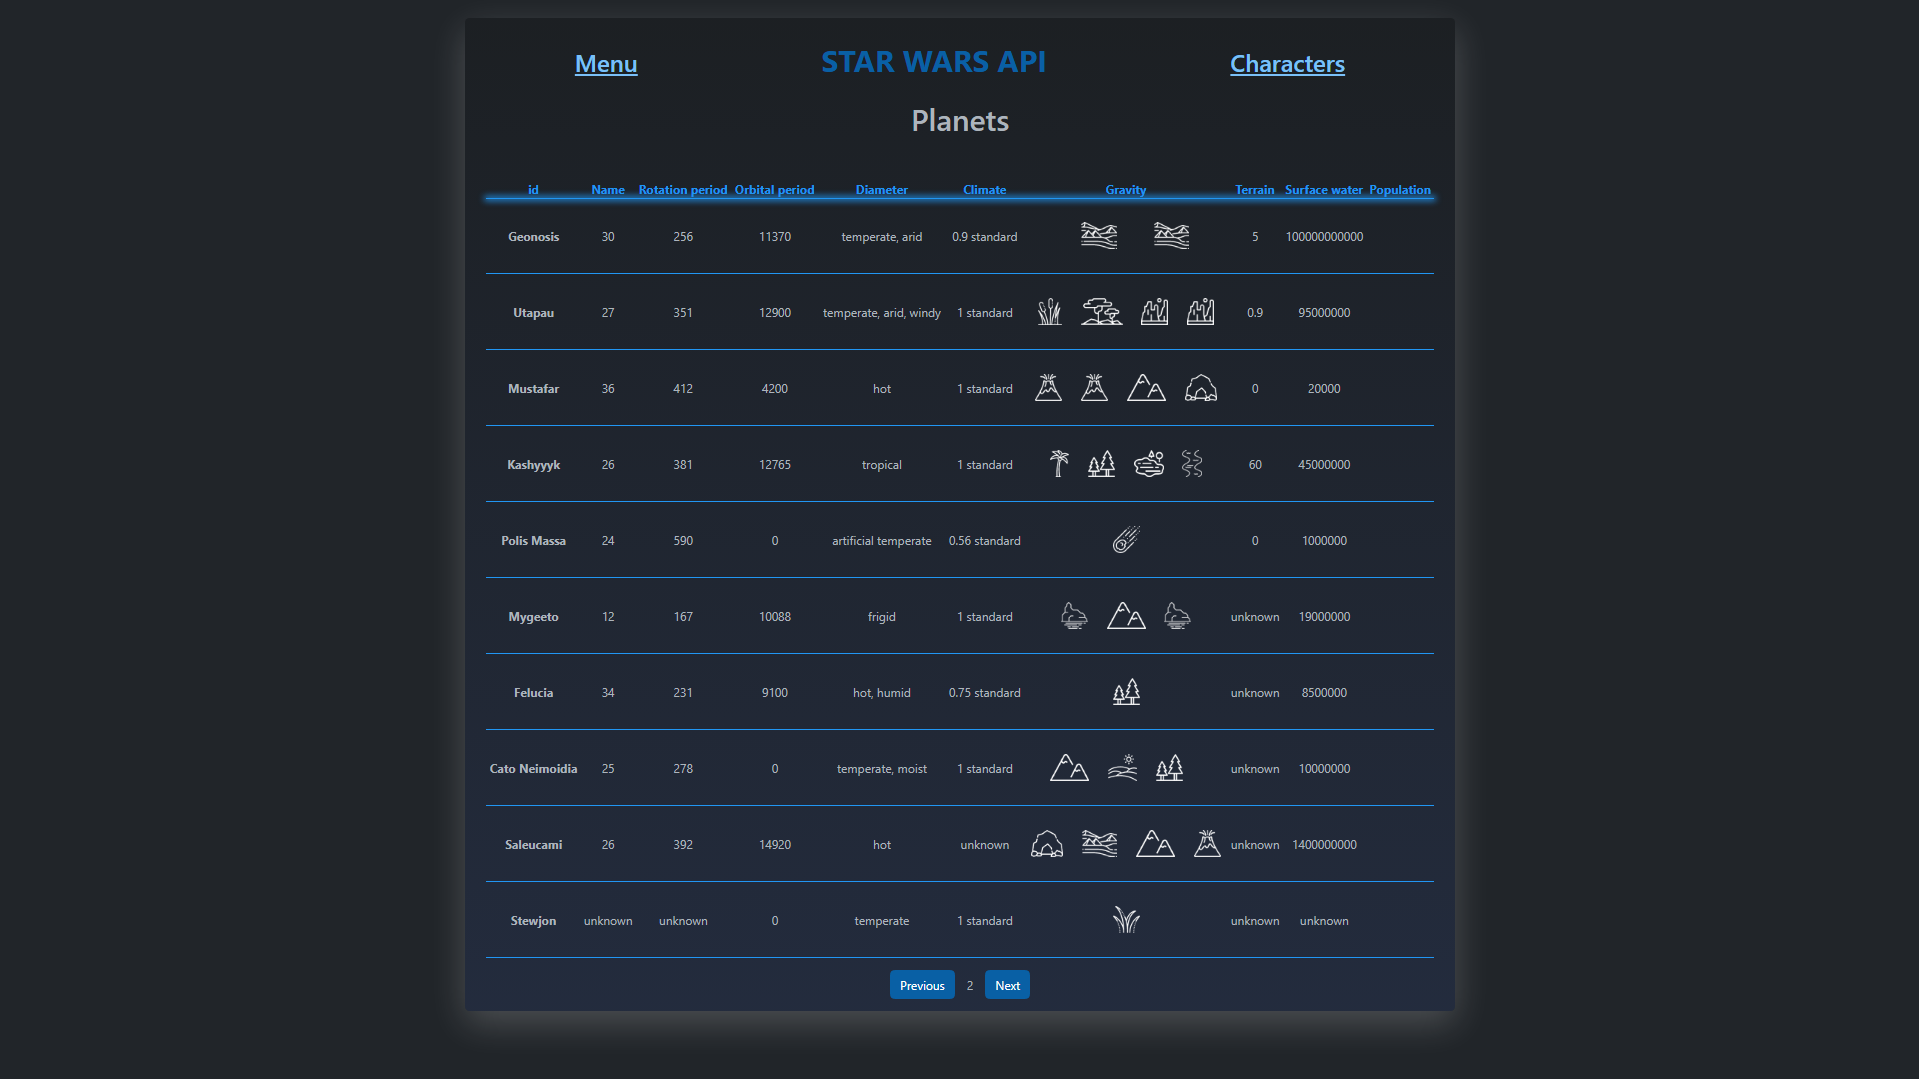 Menu STAR WARS API Characters
Planets
id Name Rotation period Orbital period Diameter Climate Gravity Terrain Surface water Population
Geonosis 30 256 11370 temperate, arid 0.9 standard 5 100000000000
Utapau 27 351 12900 temperate, arid, windy 1 standard 0.9 95000000
Mustafar 36 412 4200 hot 1 standard 0 20000
Kashyyyk 26 381 12765 tropical 1 standard 60 45000000
Polis Massa 24 590 0 artificial temperate 0.56 standard 0 1000000
Mygeeto 12 167 10088 frigid 1 standard unknown 19000000
Felucia 34 231 9100 hot, humid 0.75 standard unknown 8500000
Cato Neimoidia 25 278 0 temperate, moist 1 standard unknown 10000000
Saleucami 26 392 14920 hot unknown unknown 1400000000
Stewjon unknown unknown 0 temperate 1 standard unknown unknown
Previous 2 Next